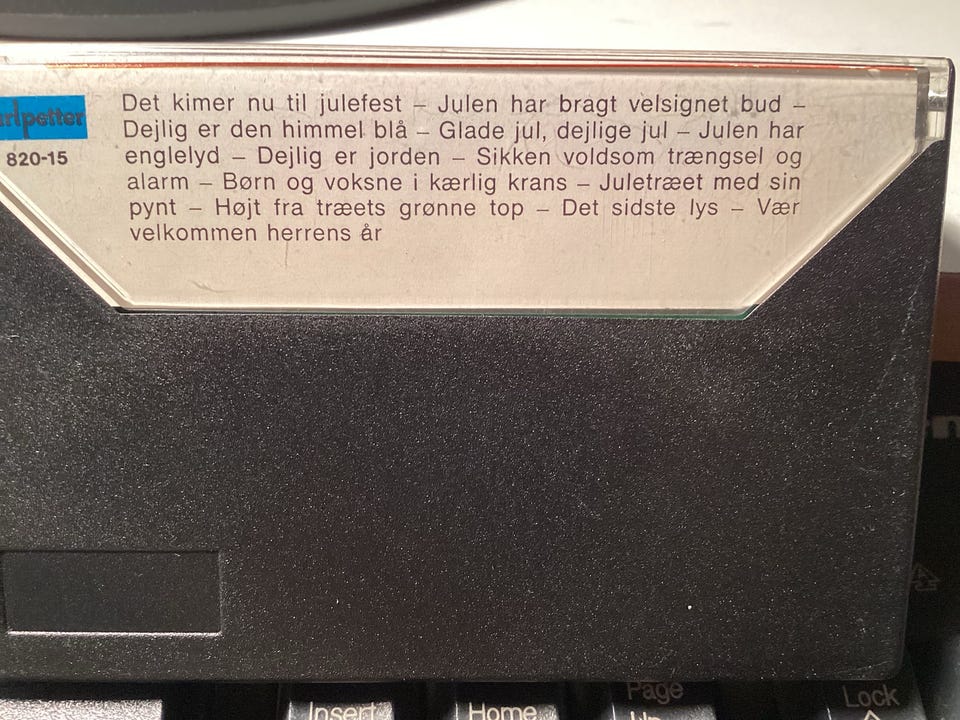 rlpetter
820-15
Det kimer nu til julefest – Julen har bragt velsignet bud –
Dejlig er den himmel blå – Glade jul, dejlige jul – Julen har
englelyd – Dejlig er jorden – Sikken voldsom trængsel og
alarm – Børn og voksne i kærlig krans – Juletræet med sin
pynt – Højt fra træets grønne top – Det sidste lys – Vær
velkommen herrens år
Insert
Home
Page
Up
Lock